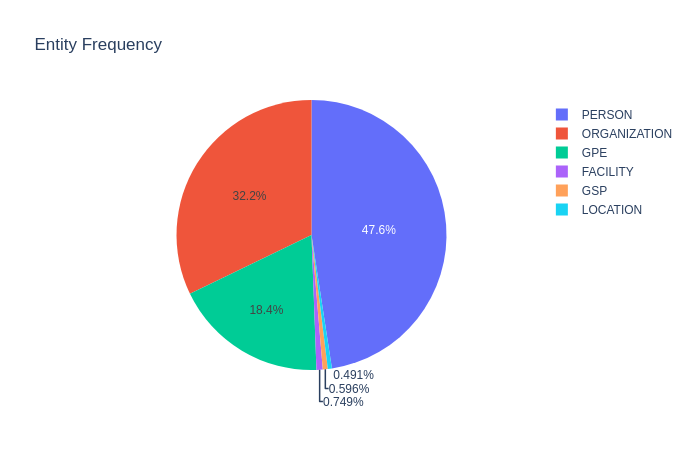 Entity Frequency
PERSON
ORGANIZATION
GPE
FACILITY
GSP
LOCATION
32.2%
47.6%
18.4%
0.491%
0.596%
0.749%